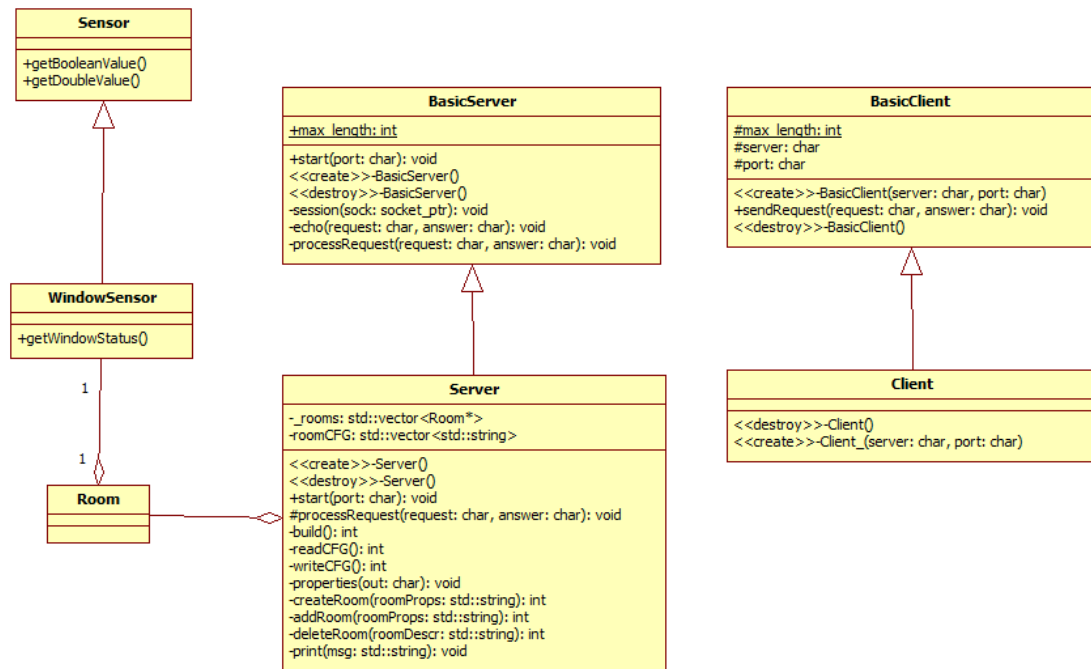 Sensor
+getBooleanValue()
+getDoubleValue()
BasicServer
+max_length: int
+start(port: char): void
<<create>>-BasicServer()
<<destroy>>-BasicServer()
-session(sock: socket_ptr): void
-echo(request: char, answer: char): void
-processRequest(request: char, answer: char): void
BasicClient
#max_length: int
#server: char
#port: char
<<create>>-BasicClient(server: char, port: char)
+sendRequest(request: char, answer: char): void
<<destroy>>-BasicClient()
WindowSensor
+getWindowStatus()
1
1
Room
Server
-_rooms: std::vector<Room*>
-roomCFG: std::vector<std::string>
<<create>>-Server()
<<destroy>>-Server()
+start(port: char): void
#processRequest(request: char, answer: char): void
-build(): int
-readCFG(): int
-writeCFG(): int
-properties(out: char): void
-createRoom(roomProps: std::string): int
-addRoom(roomProps: std::string): int
-deleteRoom(roomDescr: std::string): int
-print(msg: std::string): void
Client
<<destroy>>-Client()
<<create>>-Client_(server: char, port: char)